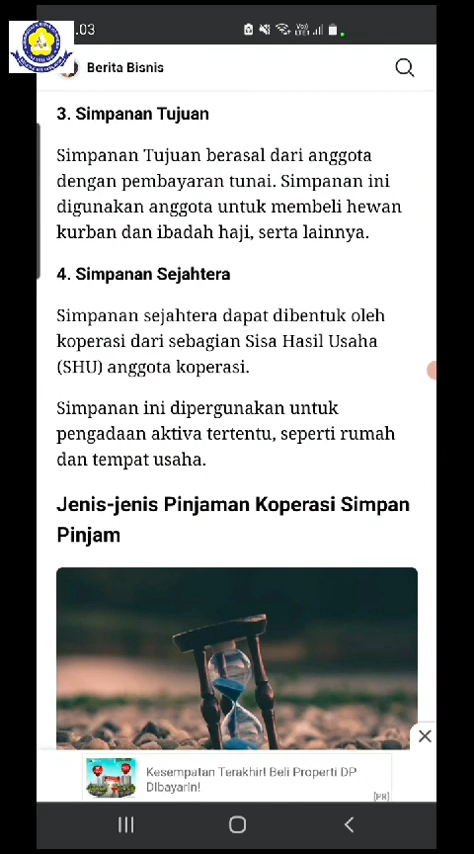 .03
Berita Bisnis
3. Simpanan Tujuan
Simpanan Tujuan berasal dari anggota
dengan pembayaran tunai. Simpanan ini
digunakan anggota untuk membeli hewan
kurban dan ibadah haji, serta lainnya.
4. Simpanan Sejahtera
Simpanan sejahtera dapat dibentuk oleh
koperasi dari sebagian Sisa Hasil Usaha
(SHU) anggota koperasi.
Simpanan ini dipergunakan untuk
pengadaan aktiva tertentu, seperti rumah
dan tempat usaha.
Jenis-jenis Pinjaman Koperasi Simpan
Pinjam
Kesempatan Terakhir! Beli Properti DP
Dibayarin!
[PR]